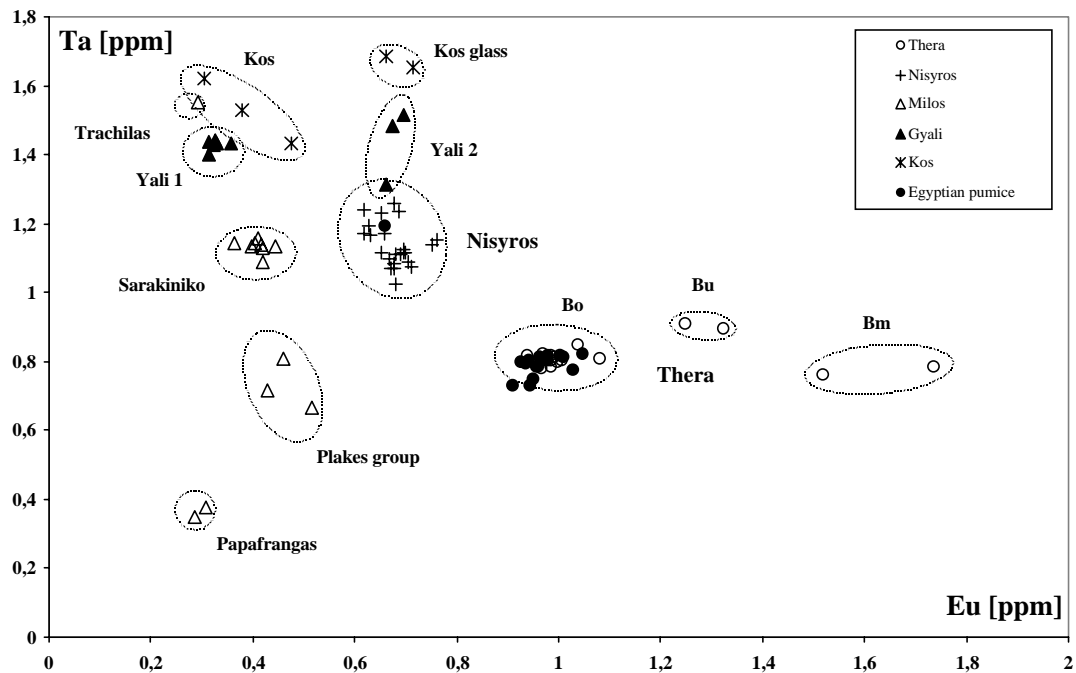 1,8
Ta [ppm]
Kos
Kos glass
Thera
Nisyros
Milos
Gyali
Kos
Egyptian pumice
1,6
Trachilas
1,4
Yali 2
Yali 1
1,2
Nisyros
Sarakiniko
1
Bo
Bu
Bm
0,8
Thera
0,6
Plakes group
0,4
Papafrangas
0,2
Eu [ppm]
0
0 0,2 0,4 0,6 0,8 1 1,2 1,4 1,6 1,8 2